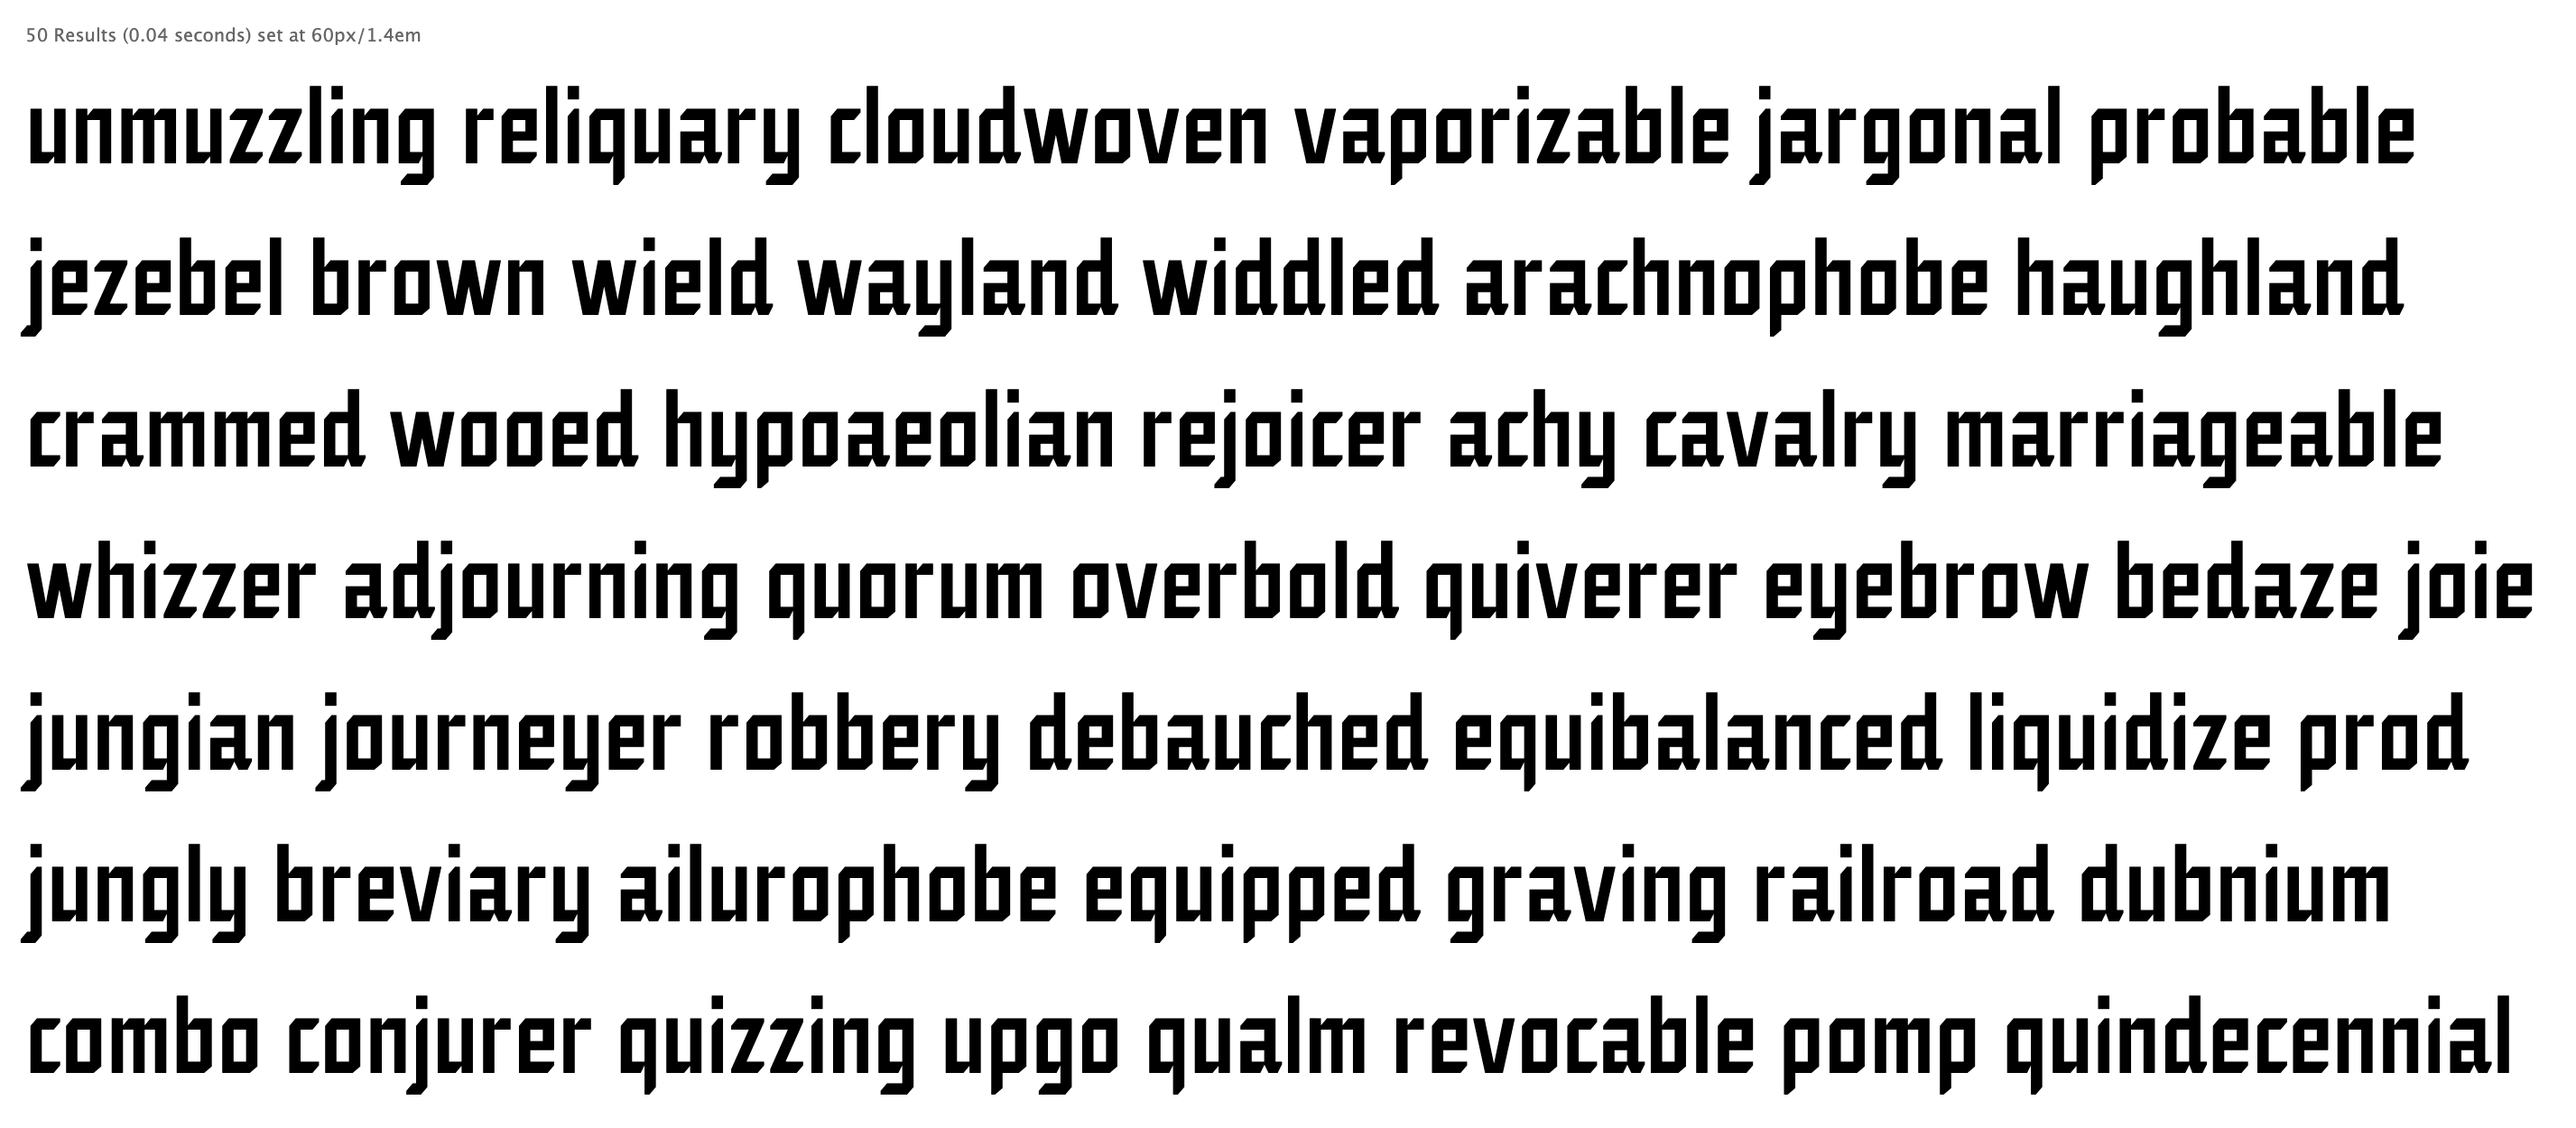 50 Results (0.04 seconds) set at 60px/1.4em
unmuzzling reliquary cloudwoven vaporizable jargonal probable
jezebel brown wield wayland widdled arachnophobe haughland
crammed wooed hypoaeolian rejoicer achy cavalry marriageable
whizzer adjourning quorum overbold quiverer eyebrow bedaze joie
jungian journeyer robbery debauched equibalanced liquidize prod
jungly breviary ailurophobe equipped graving railroad dubnium
combo conjurer quizzing upgo qualm revocable pomp quindecennial